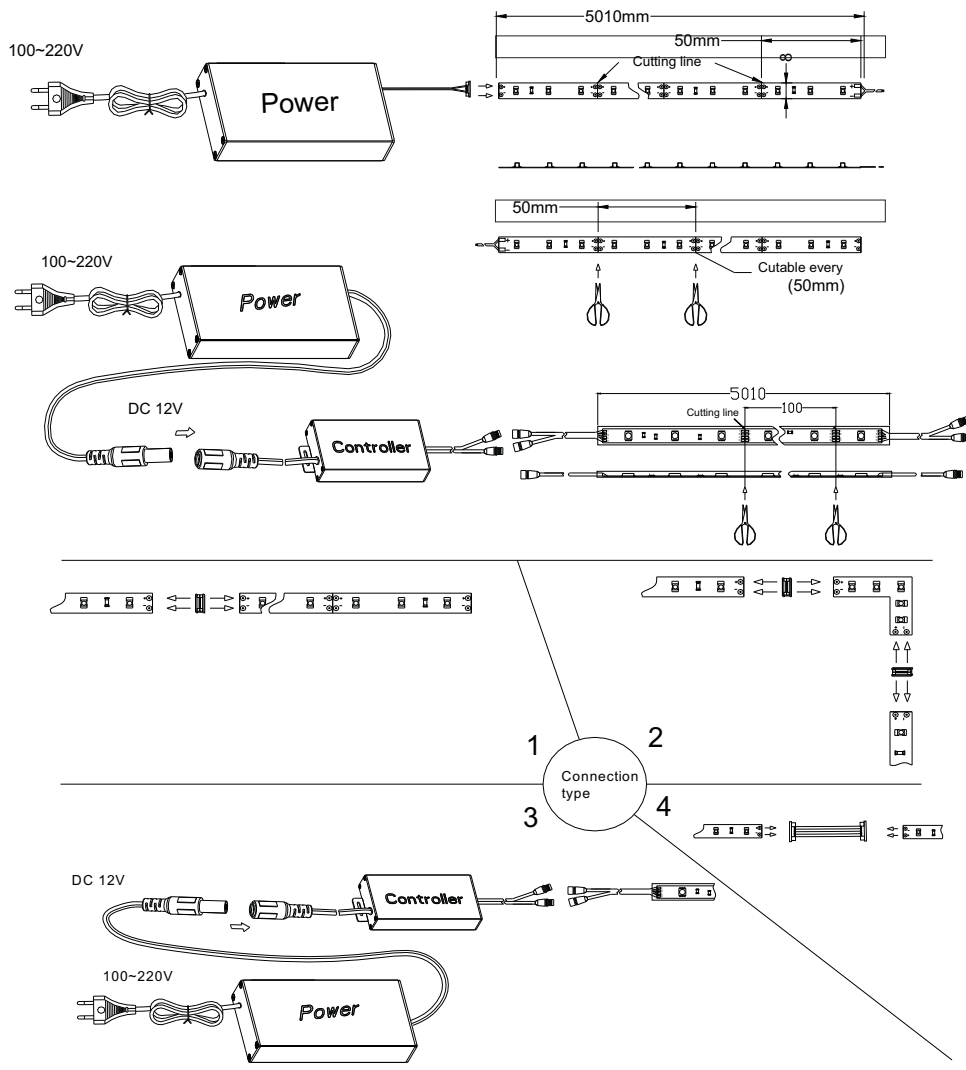 5010mm
50mm
8
Cutting line
100~220V
Power
50mm
Cutable every
(50mm)
100~220V
Power
DC 12V
Controller
5010
Cutting line
100
1
2
Connection
type
3
4
DC 12V
Controller
100~220V
Power